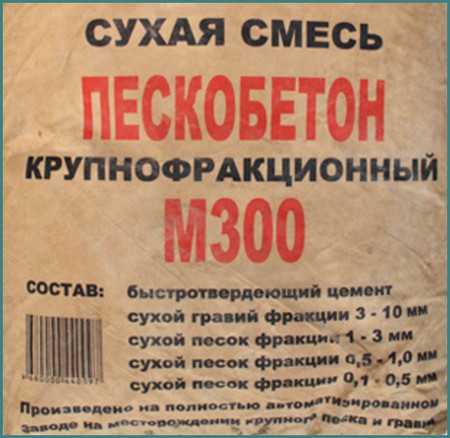 СУХАЯ СМЕСЬ
ПЕСКОБЕТОН
КРУПНОФРАКЦИОННЫЙ
М300
СОСТАВ: быстротвердеющий цемент
сухой гравий фракции 3 - 10 мм
сухой песок фракции 1 - 3 мм
сухой песок фракции 0,5 - 1,0 мм
сухой песок фракции 0,1 - 0,5 мм
Произведено на полностью автоматизированном
Заводе на месторождении крупного песка и гравия